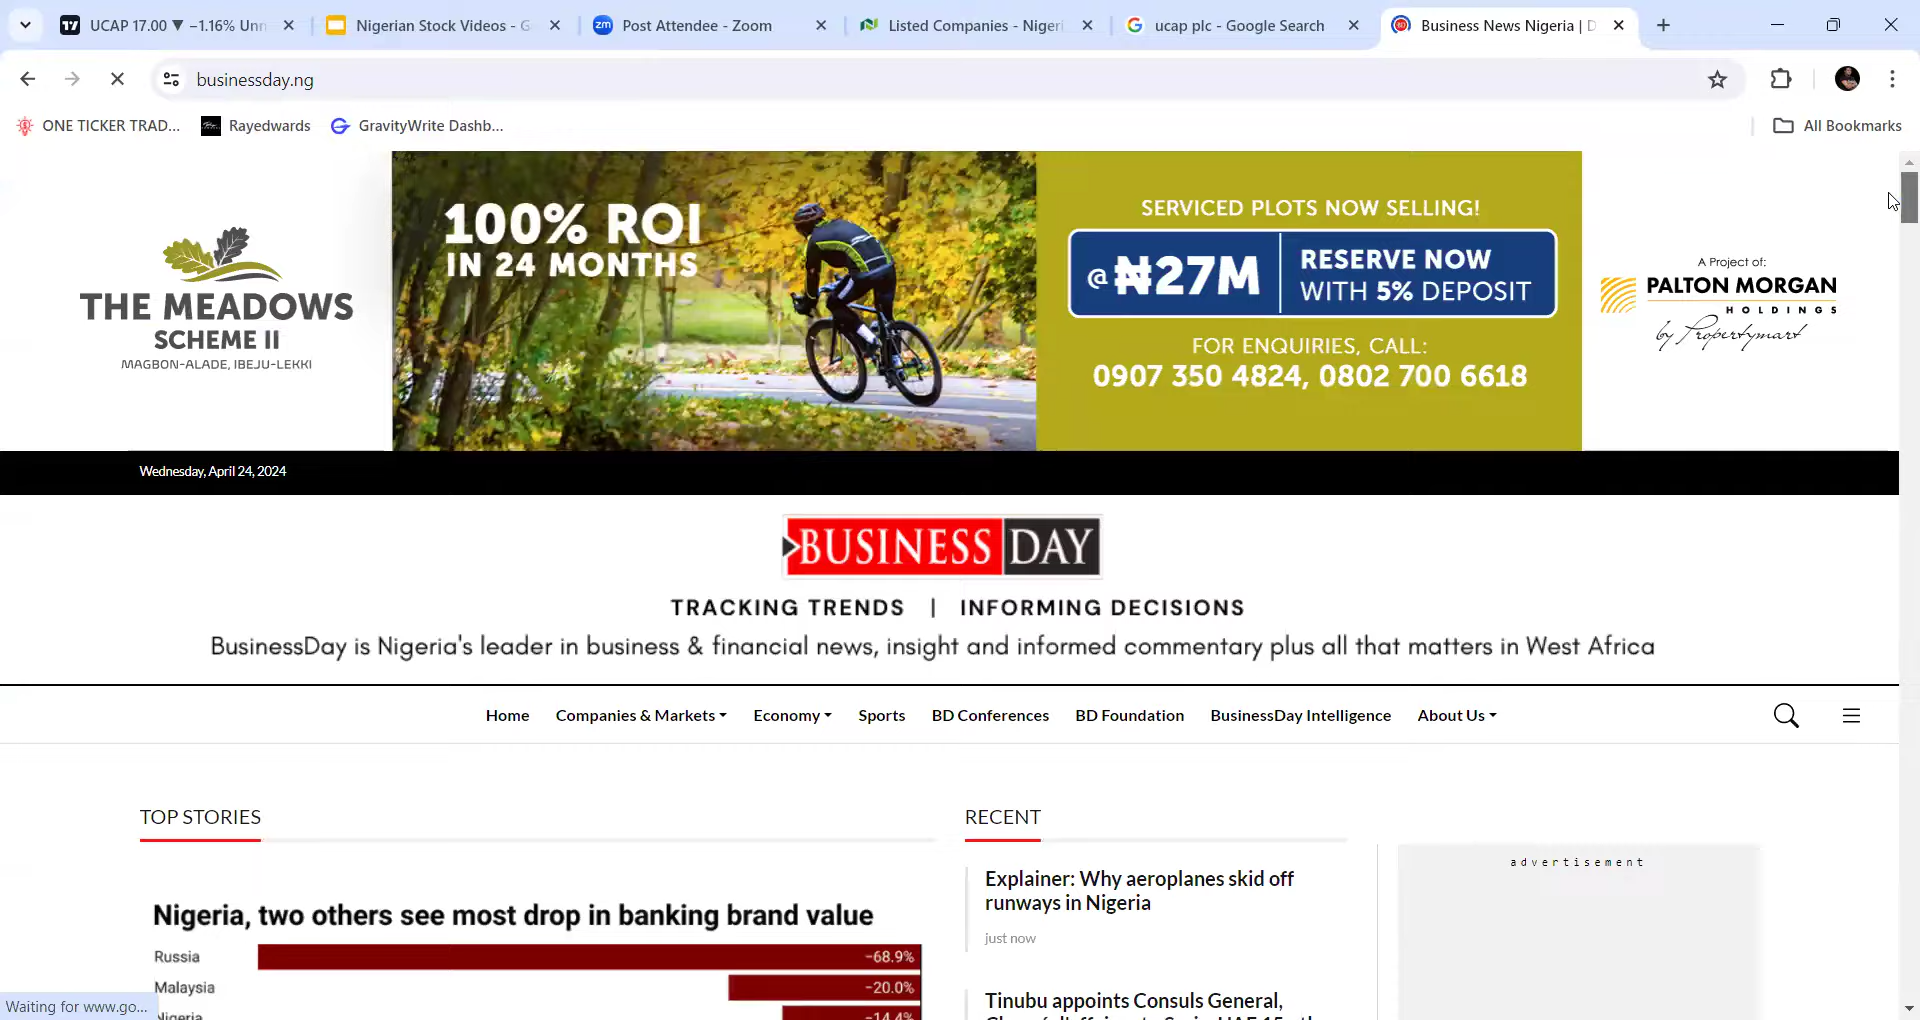 UCAP 17.00 ▼ −1.16% Unn
Nigerian Stock Videos - G
zm
Post Attendee - Zoom
Listed Companies - Nigeri
ucap plc - Google Search
Business News Nigeria | D
businessday.ng
ONE TICKER TRAD...
Rayedwards
GravityWrite Dashb...
All Bookmarks
THE MEADOWS
SCHEME II
MAGBON-ALADE, IBEJU-LEKKI
100% ROI
IN 24 MONTHS
SERVICED PLOTS NOW SELLING!
@₦27M
RESERVE NOW
WITH 5% DEPOSIT
FOR ENQUIRIES, CALL:
0907 350 4824, 0802 700 6618
A Project of:
PALTON MORGAN
HOLDINGS
by Propertymart
Wednesday, April 24, 2024
BUSINESS DAY
TRACKING TRENDS | INFORMING DECISIONS
BusinessDay is Nigeria's leader in business & financial news, insight and informed commentary plus all that matters in West Africa
Home Companies & Markets Economy Sports BD Conferences BD Foundation BusinessDay Intelligence About Us
TOP STORIES
Nigeria, two others see most drop in banking brand value
Russia −68.9%
Malaysia −20.0%
Nigeria −14.4%
RECENT
Explainer: Why aeroplanes skid off
runways in Nigeria
just now
Tinubu appoints Consuls General,
advertisement
Waiting for www.go...